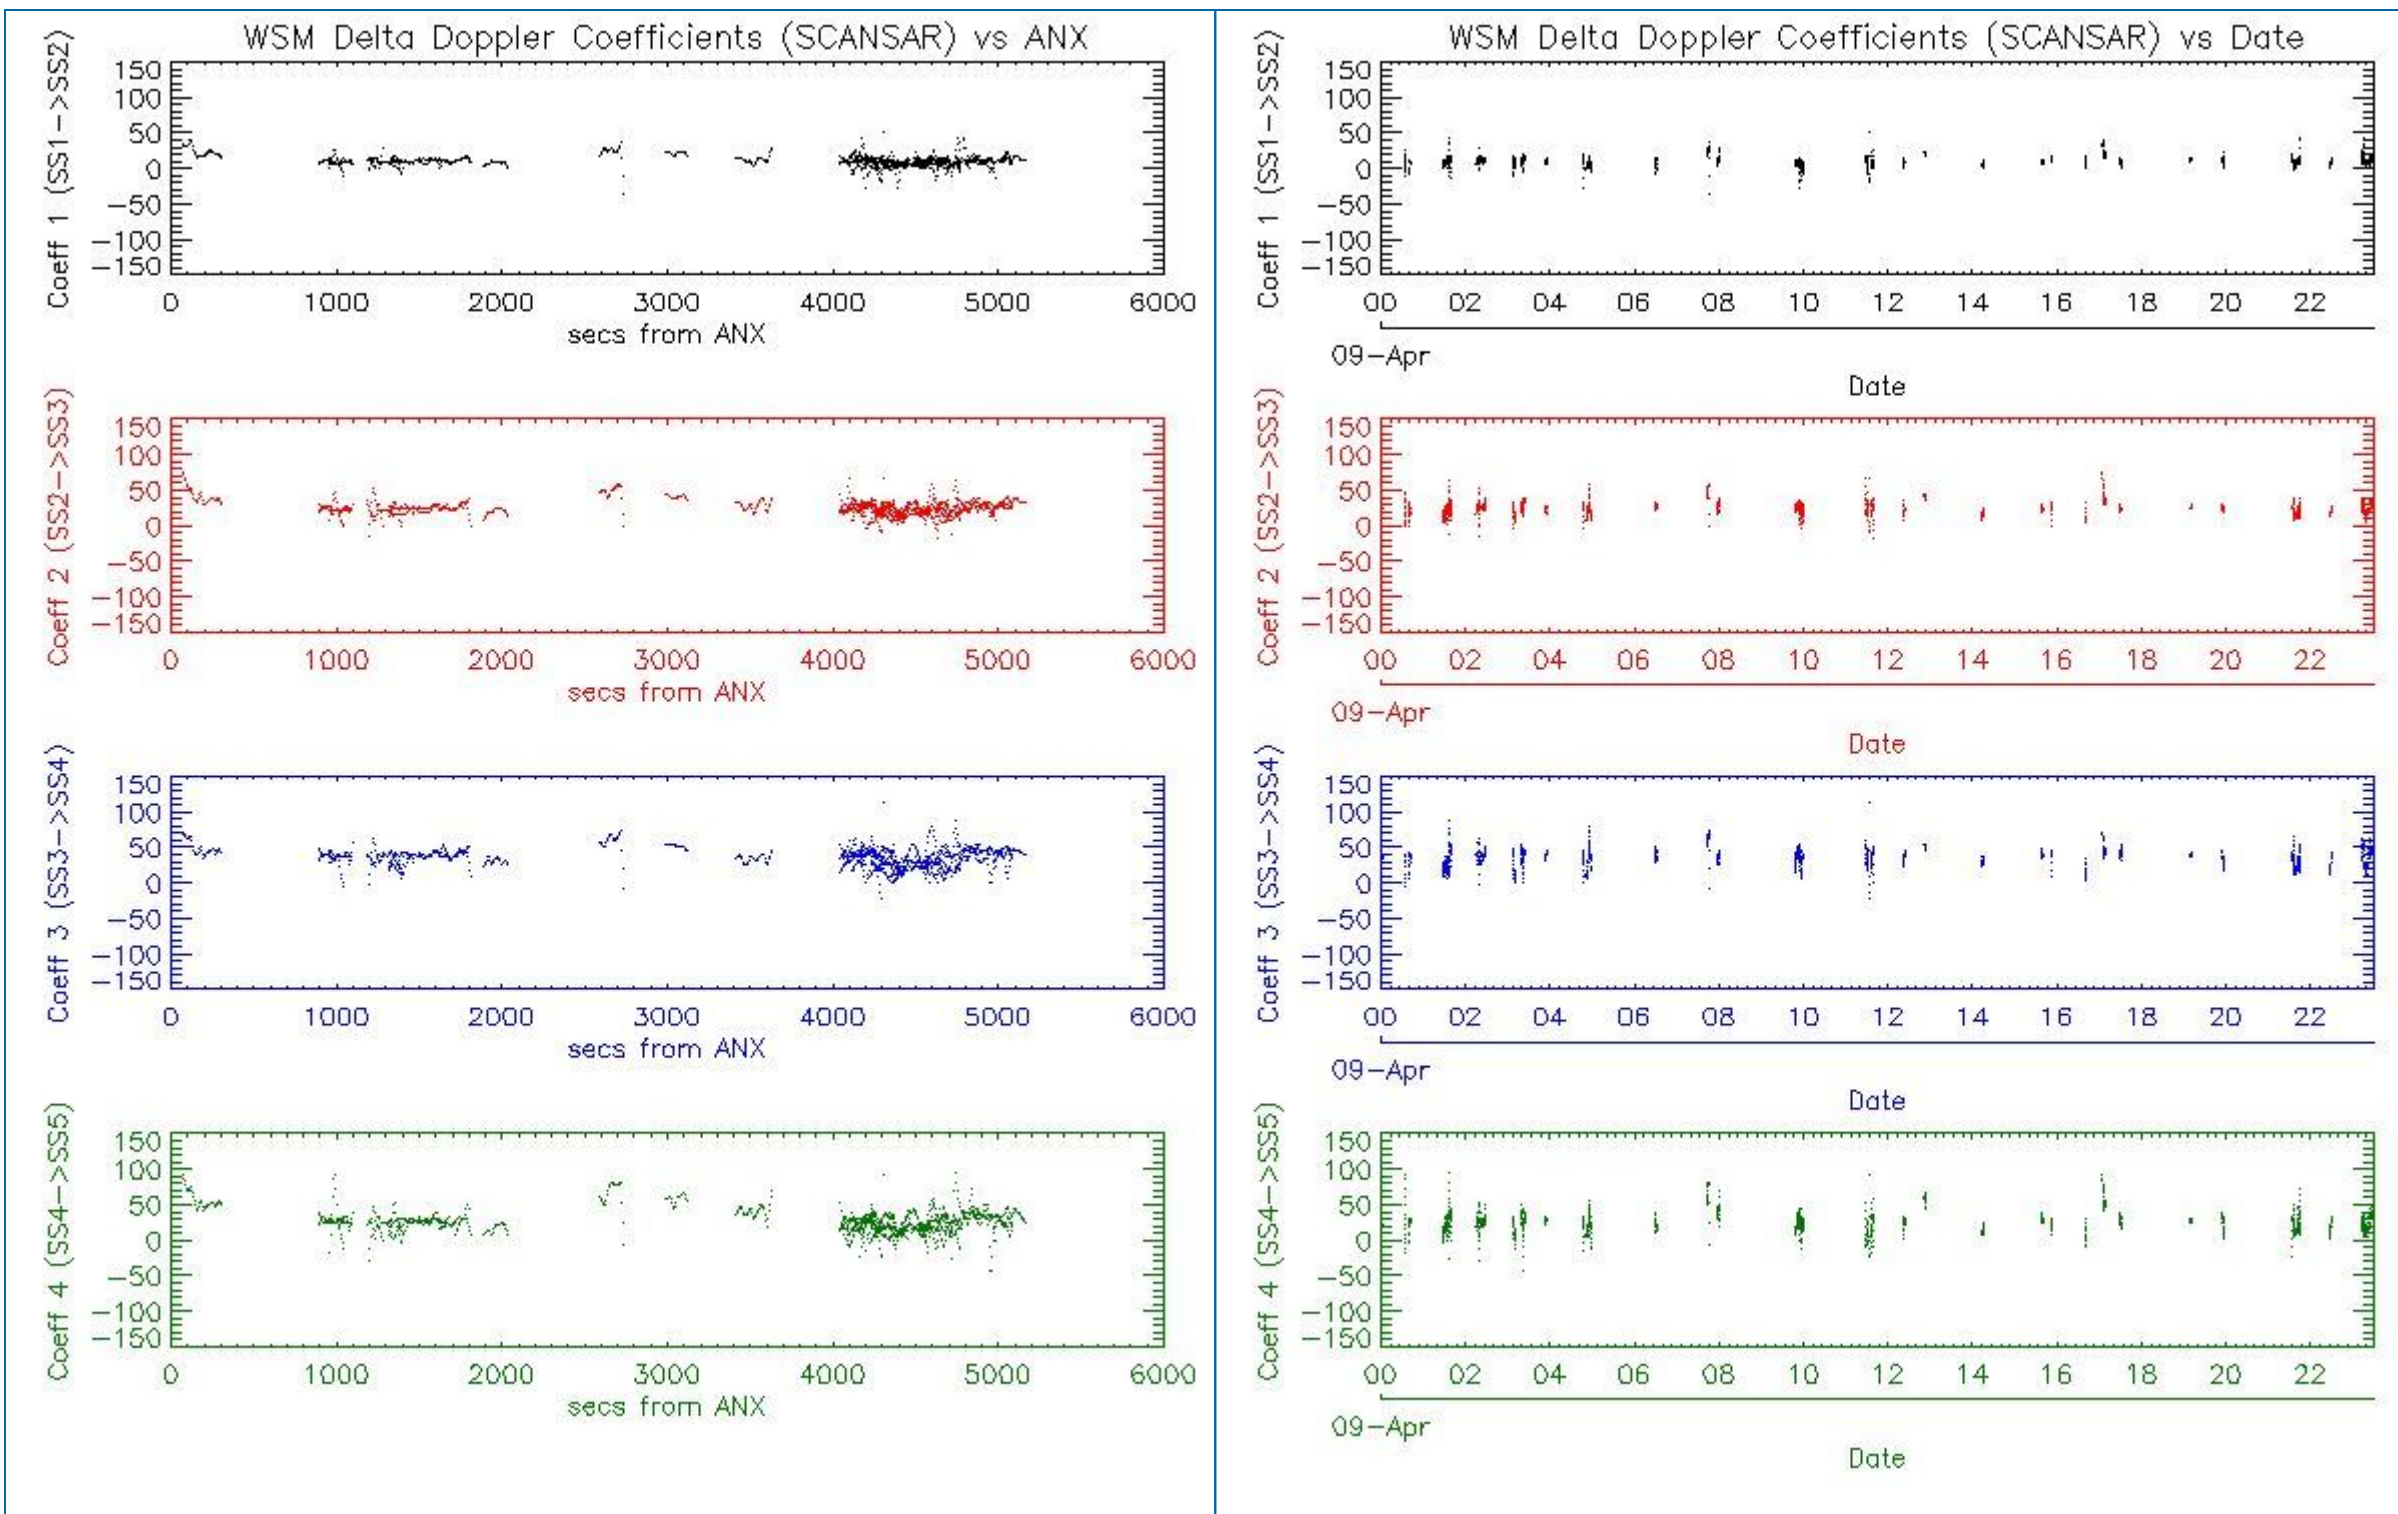 WSM Delta Doppler Coefficients (SCANSAR) vs ANX
Coeff 1 (SS1->SS2)
150
100
50
0
-50
-100
-150
0 1000 2000 3000 4000 5000 6000
secs from ANX
Coeff 2 (SS2->SS3)
150
100
50
0
-50
-100
-150
0 1000 2000 3000 4000 5000 6000
secs from ANX
Coeff 3 (SS3->SS4)
150
100
50
0
-50
-100
-150
0 1000 2000 3000 4000 5000 6000
secs from ANX
Coeff 4 (SS4->SS5)
150
100
50
0
-50
-100
-150
0 1000 2000 3000 4000 5000 6000
secs from ANX
WSM Delta Doppler Coefficients (SCANSAR) vs Date
Coeff 1 (SS1->SS2)
150
100
50
0
-50
-100
-150
00 02 04 06 08 10 12 14 16 18 20 22
09-Apr
Date
Coeff 2 (SS2->SS3)
150
100
50
0
-50
-100
-150
00 02 04 06 08 10 12 14 16 18 20 22
09-Apr
Date
Coeff 3 (SS3->SS4)
150
100
50
0
-50
-100
-150
00 02 04 06 08 10 12 14 16 18 20 22
09-Apr
Date
Coeff 4 (SS4->SS5)
150
100
50
0
-50
-100
-150
00 02 04 06 08 10 12 14 16 18 20 22
09-Apr
Date